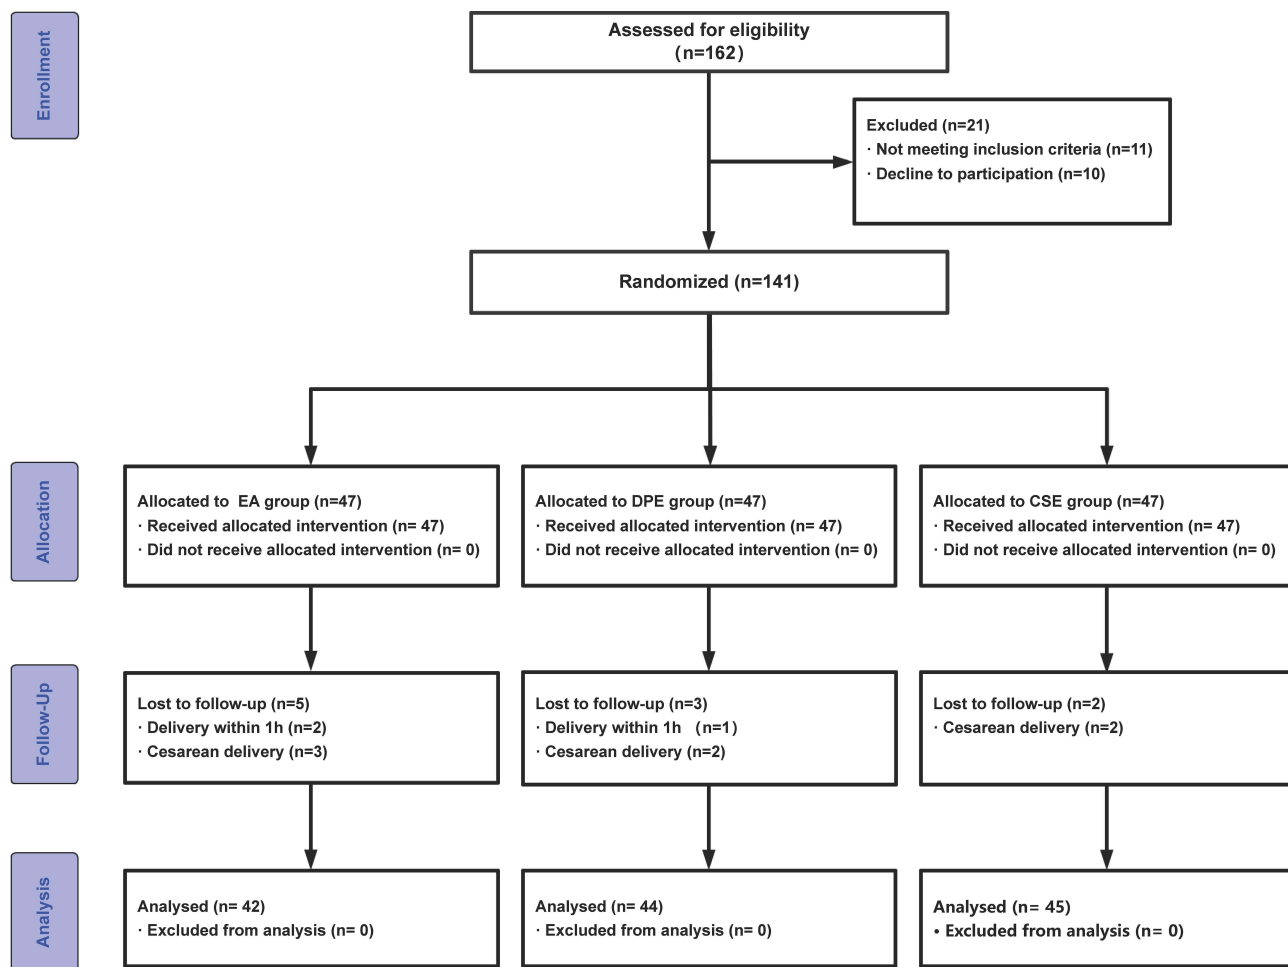 Enrollment
Assessed for eligibility
(n=162)
Excluded (n=21)
· Not meeting inclusion criteria (n=11)
· Decline to participation (n=10)
Randomized (n=141)
Allocation
Allocated to  EA group (n=47)
· Received allocated intervention (n= 47)
· Did not receive allocated intervention (n= 0)
Allocated to DPE group (n=47)
· Received allocated intervention (n= 47)
· Did not receive allocated intervention (n= 0)
Allocated to CSE group (n=47)
· Received allocated intervention (n= 47)
· Did not receive allocated intervention (n= 0)
Follow-Up
Lost to follow-up (n=5)
· Delivery within 1h (n=2)
· Cesarean delivery (n=3)
Lost to follow-up (n=3)
· Delivery within 1h （n=1）
· Cesarean delivery (n=2)
Lost to follow-up (n=2)
· Cesarean delivery (n=2)
Analysis
Analysed (n= 42)
· Excluded from analysis (n= 0)
Analysed (n= 44)
· Excluded from analysis (n= 0)
Analysed (n= 45)
• Excluded from analysis (n= 0)